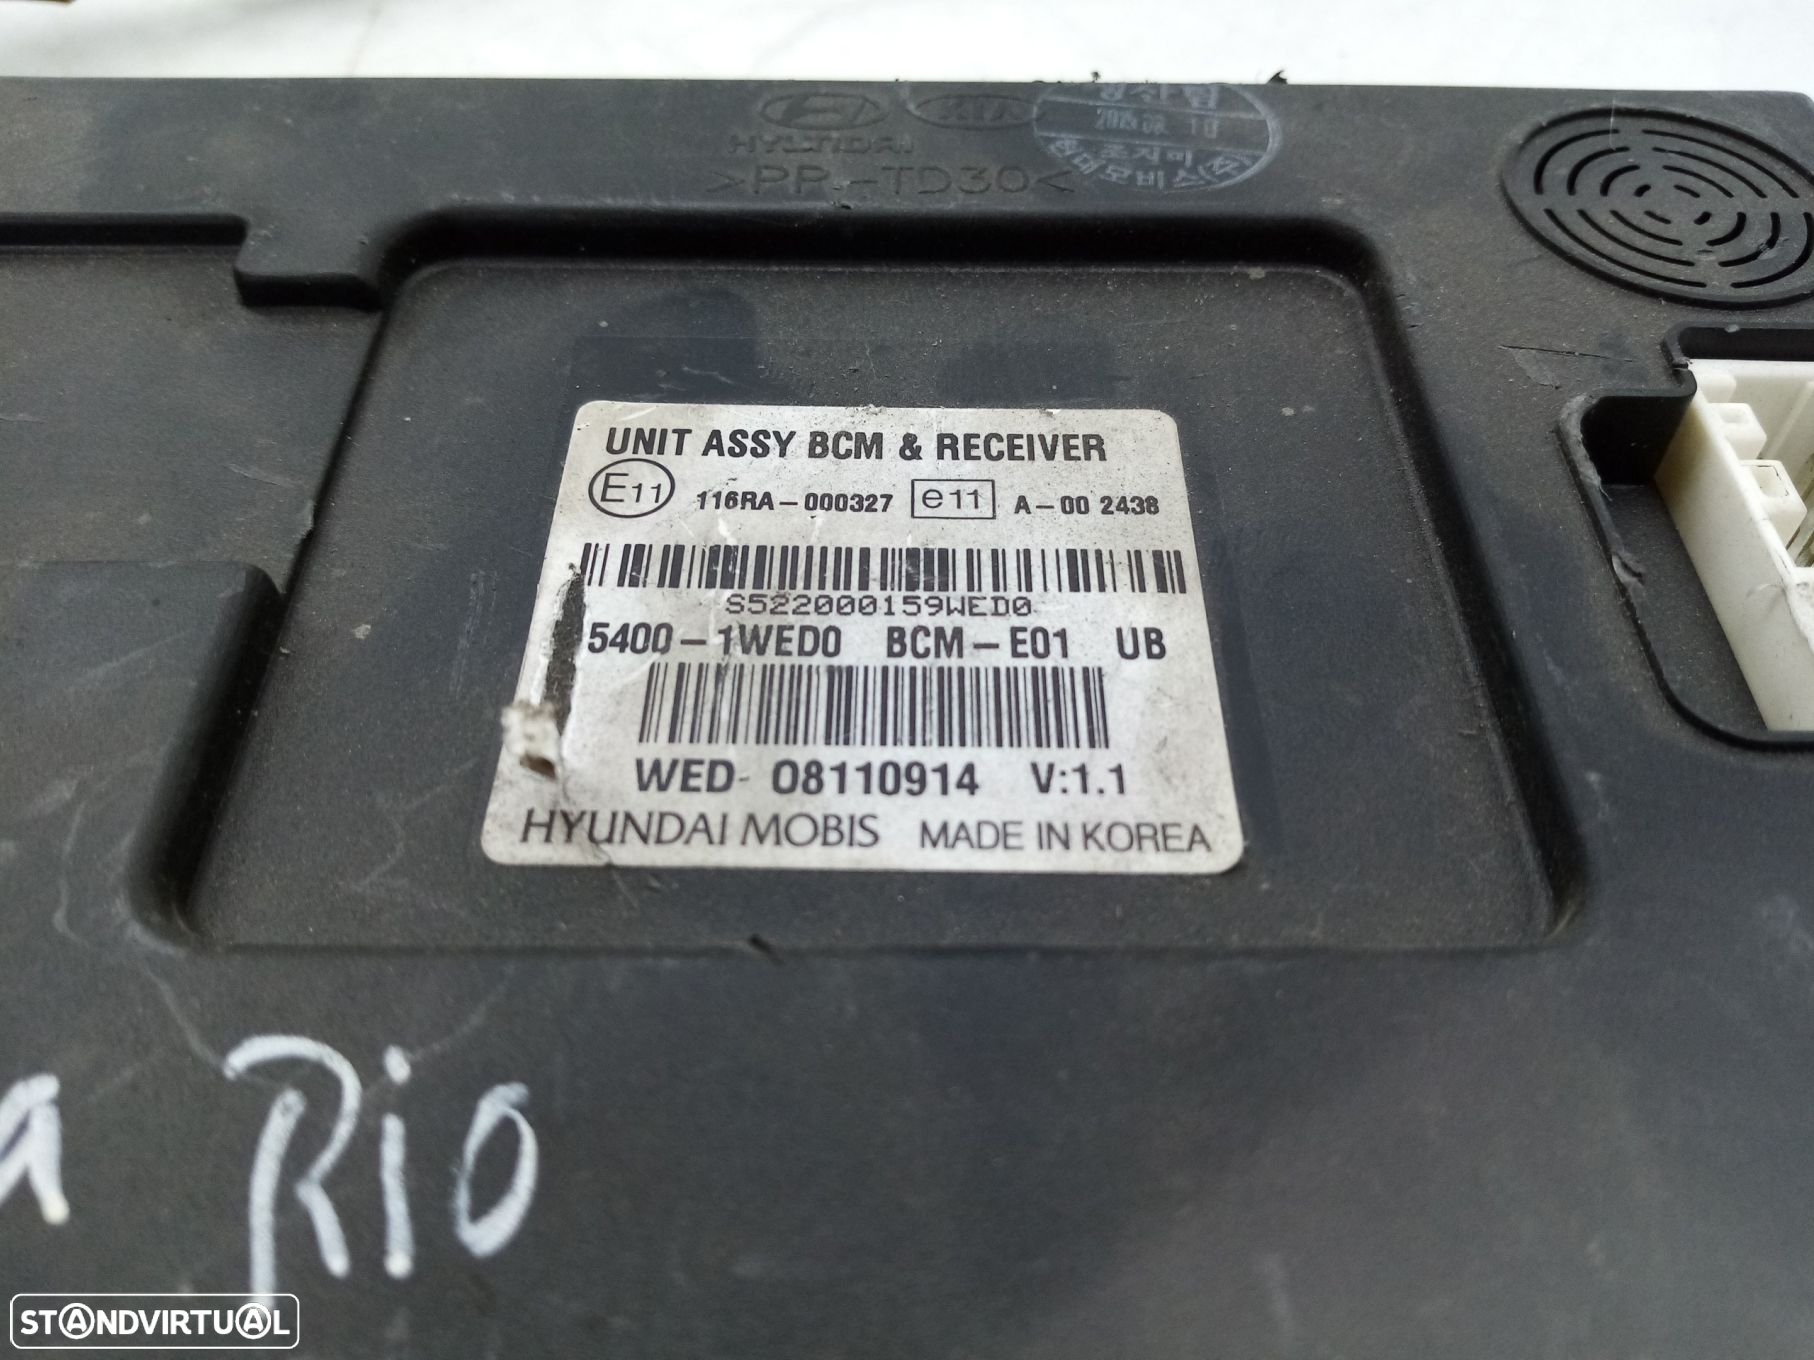 HYUNDAI
KIA
>PP-TD30<
UNIT ASSY BCM & RECEIVER
E11 116RA-000327 e11 A-00 2438
S522000159WED0
5400-1WED0 BCM-E01 UB
WED- 08110914 V:1.1
HYUNDAI MOBIS MADE IN KOREA
a Rio
STANDVIRTUAL